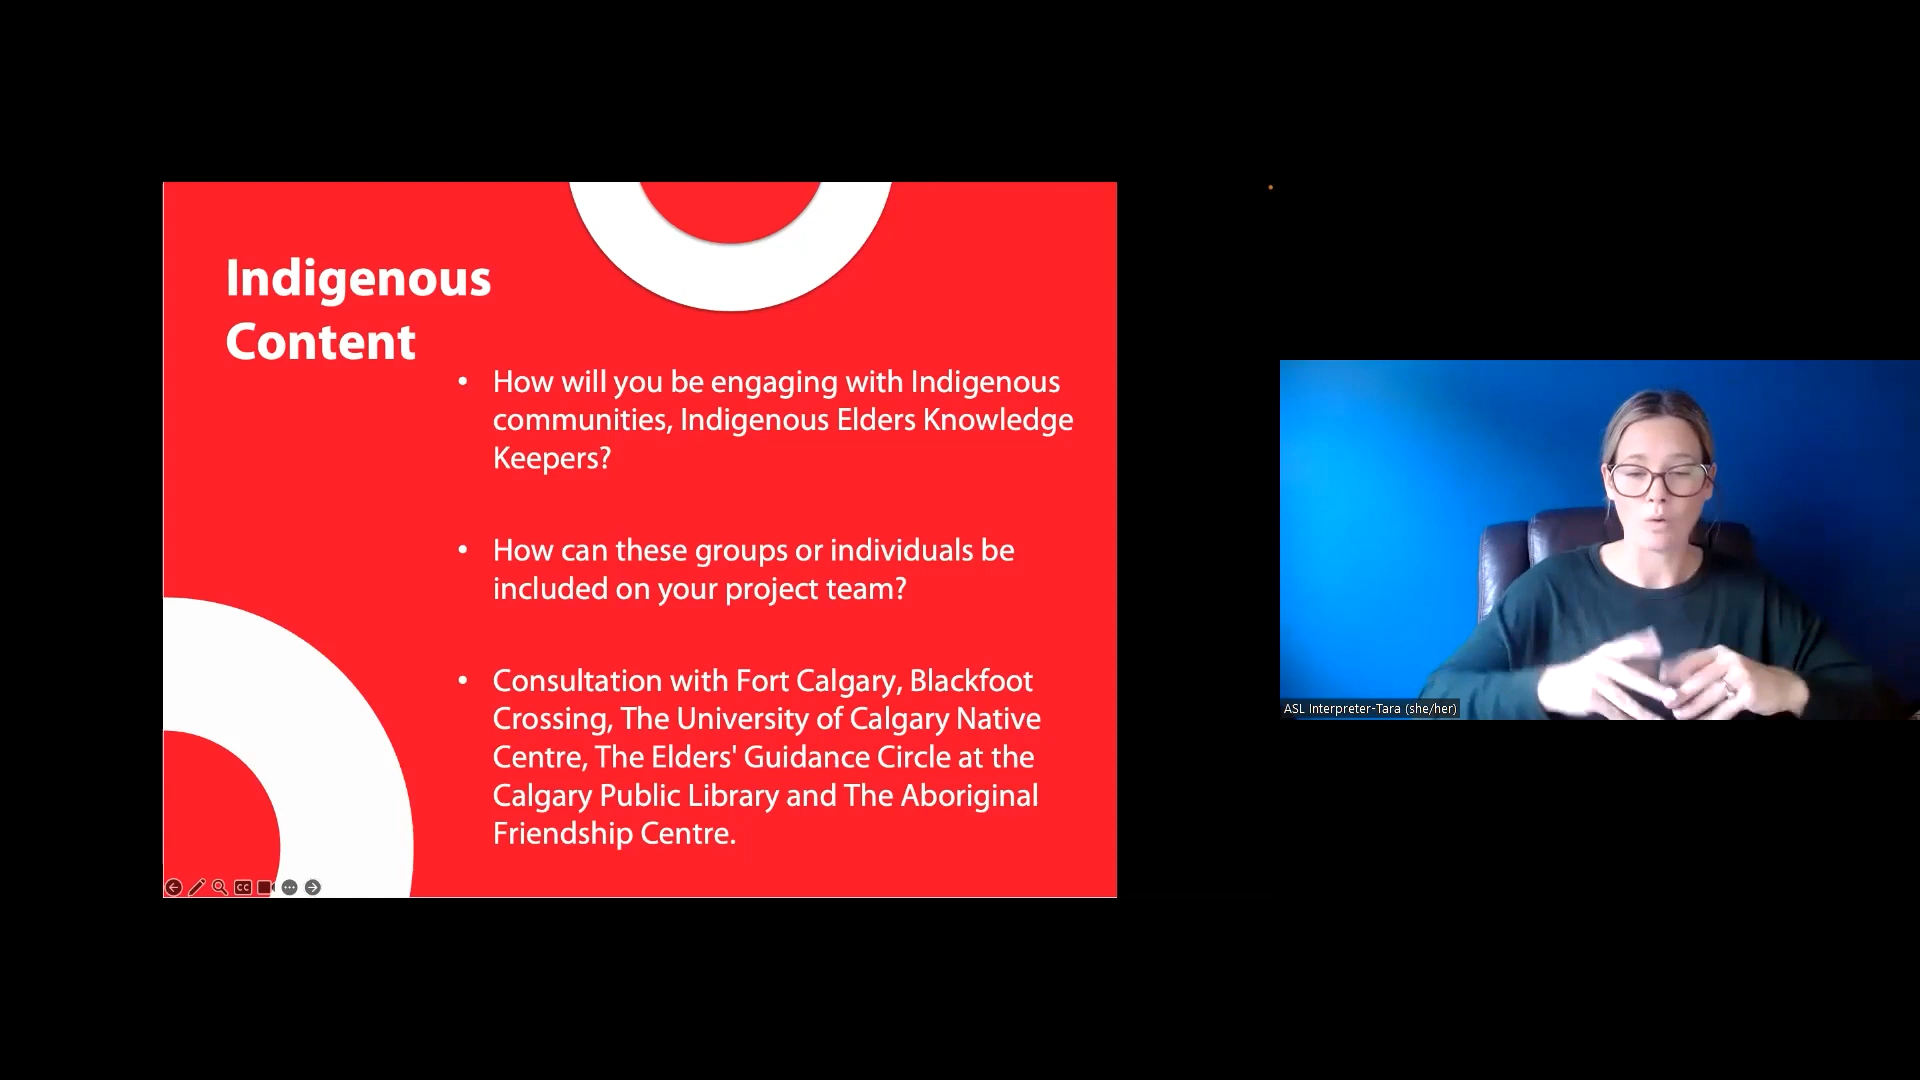 Indigenous
Content
• How will you be engaging with Indigenous
communities, Indigenous Elders Knowledge
Keepers?
• How can these groups or individuals be
included on your project team?
• Consultation with Fort Calgary, Blackfoot
Crossing, The University of Calgary Native
Centre, The Elders' Guidance Circle at the
Calgary Public Library and The Aboriginal
Friendship Centre.
CC
ASL Interpreter-Tara (she/her)